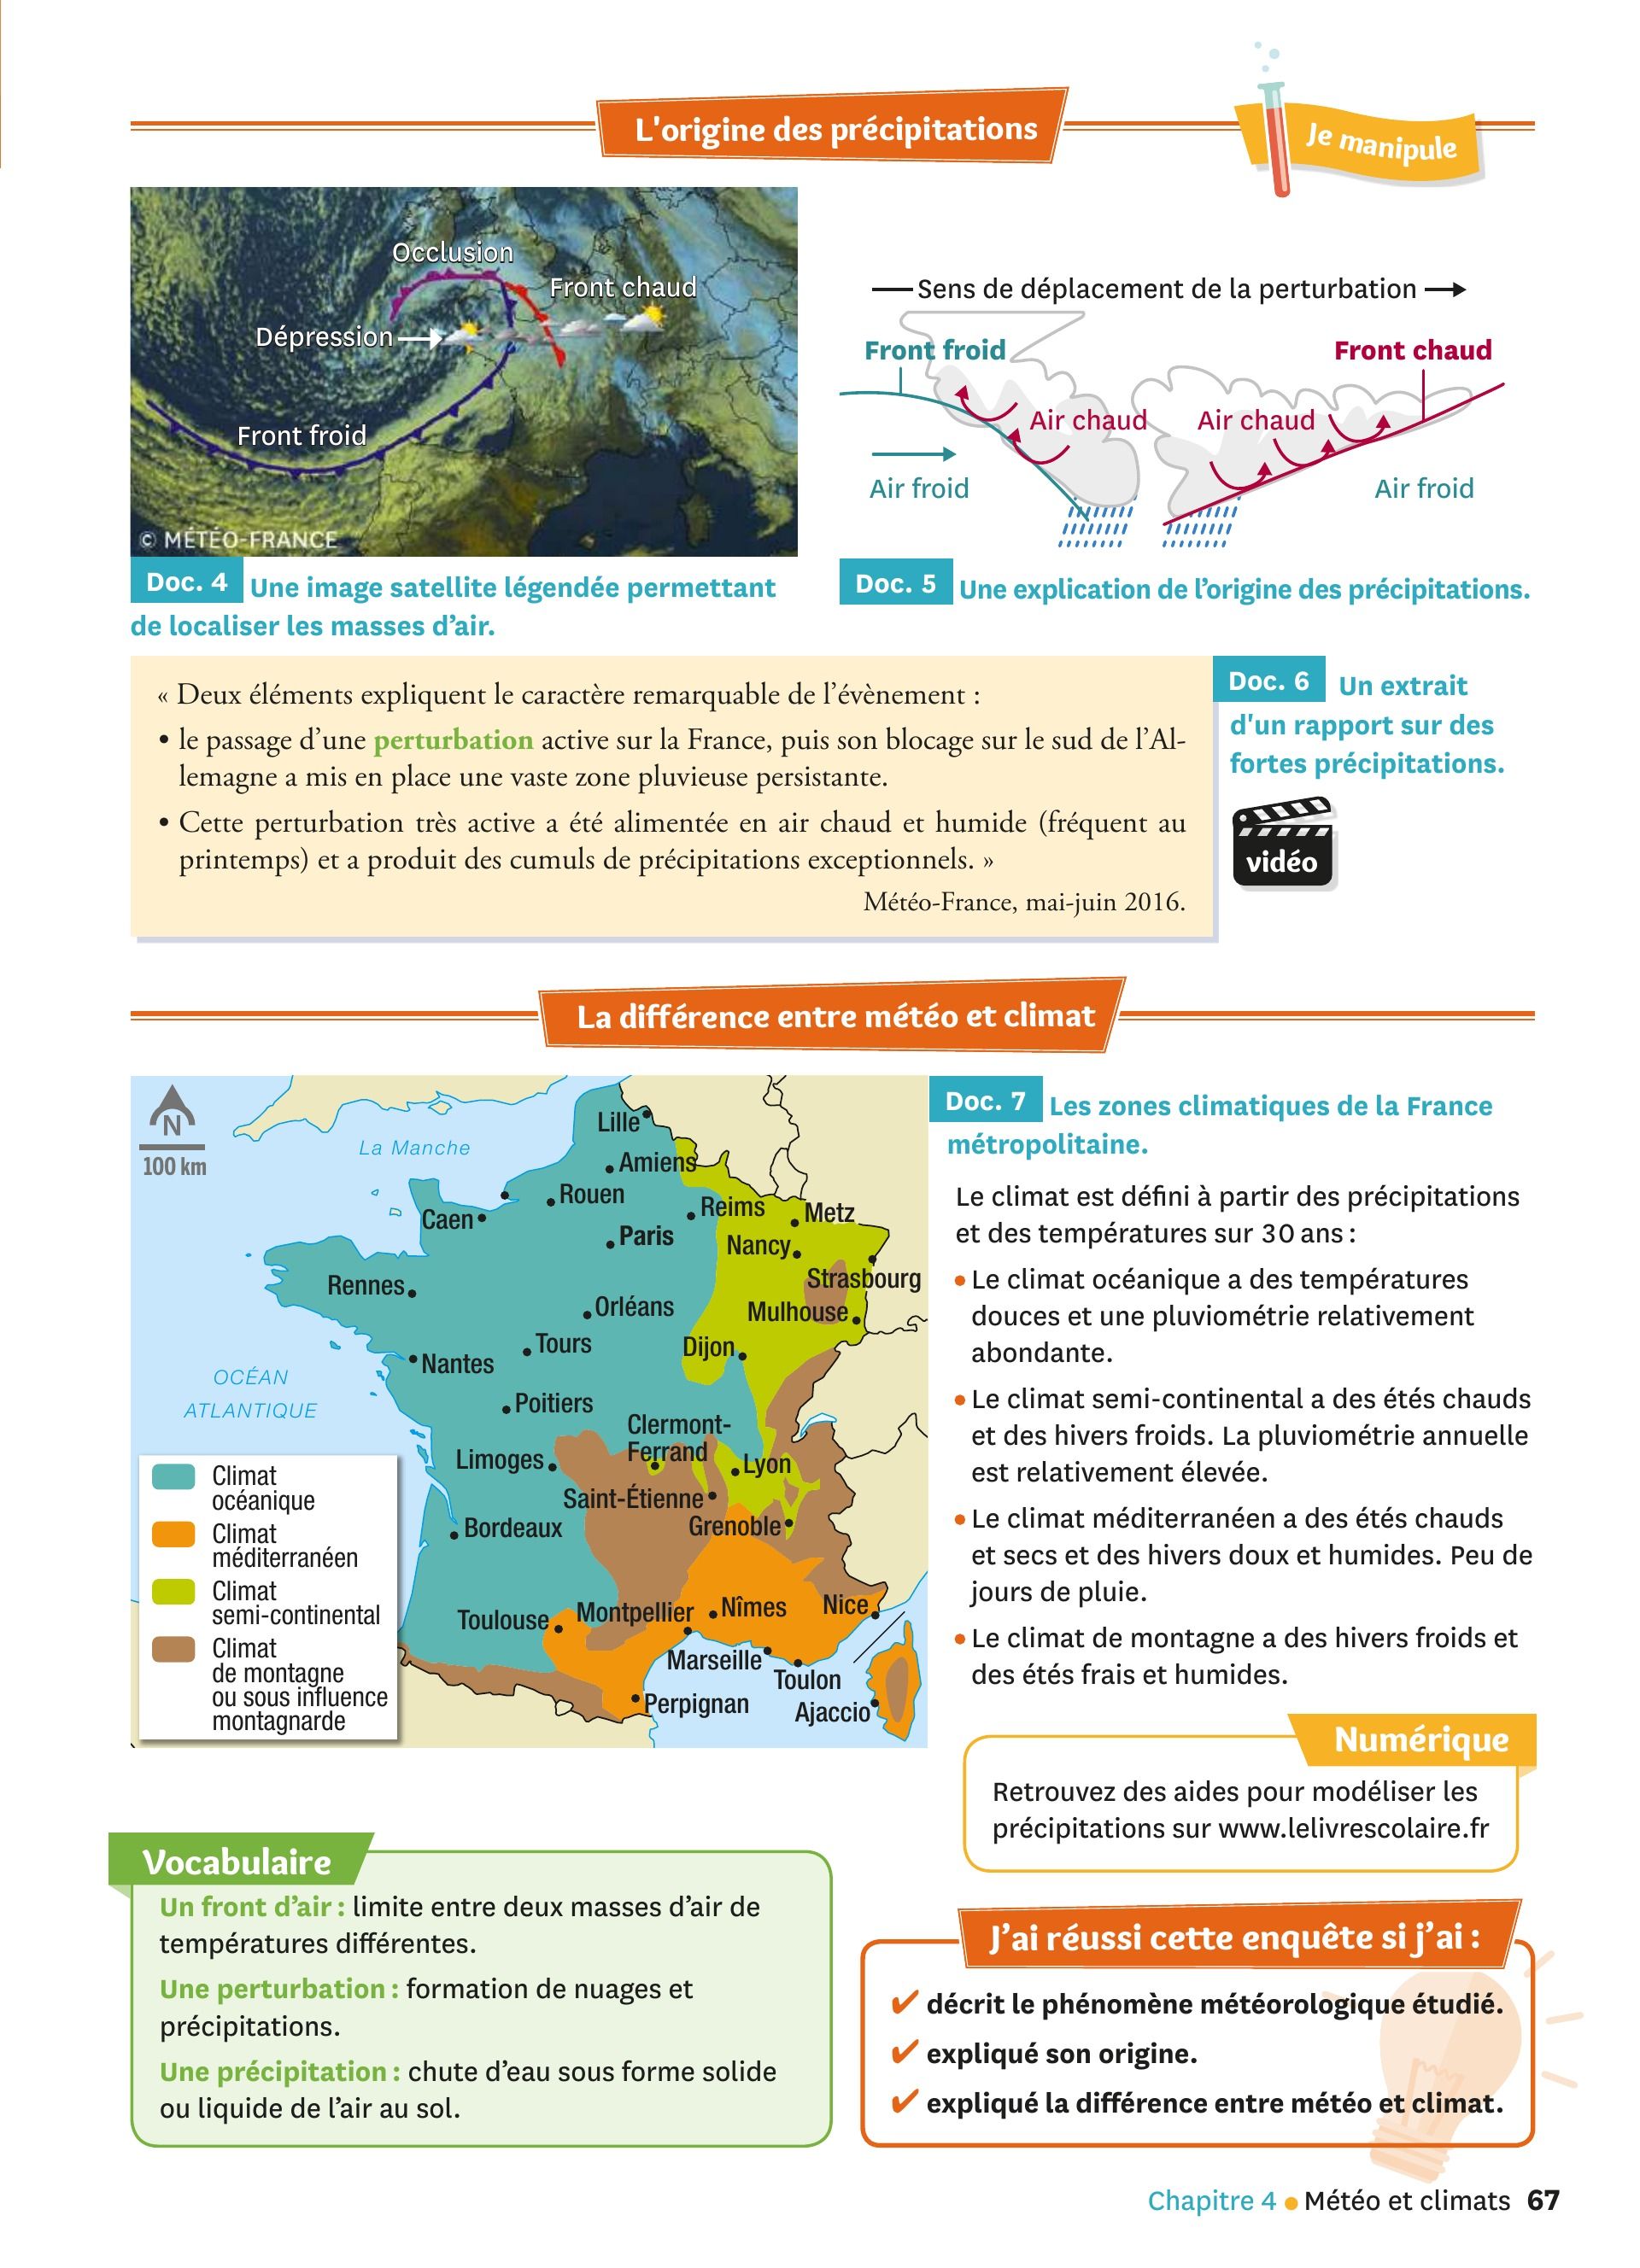 L'origine des précipitations
Je manipule
Occlusion
Front chaud
Dépression
Front froid
© MÉTÉO-FRANCE
Doc. 4 Une image satellite légendée permettant
de localiser les masses d’air.
Sens de déplacement de la perturbation
Front froid
Front chaud
Air chaud
Air chaud
Air froid
Air froid
Doc. 5 Une explication de l’origine des précipitations.
« Deux éléments expliquent le caractère remarquable de l’évènement :
• le passage d’une perturbation active sur la France, puis son blocage sur le sud de l’Al-
lemagne a mis en place une vaste zone pluvieuse persistante.
• Cette perturbation très active a été alimentée en air chaud et humide (fréquent au
printemps) et a produit des cumuls de précipitations exceptionnels. »
Météo-France, mai-juin 2016.
Doc. 6 Un extrait
d'un rapport sur des
fortes précipitations.
vidéo
La différence entre météo et climat
N
100 km
La Manche
OCÉAN
ATLANTIQUE
Lille
Amiens
Rouen
Caen
Reims
Metz
Paris
Nancy
Strasbourg
Rennes
Orléans
Mulhouse
Tours
Dijon
Nantes
Poitiers
Clermont-
Ferrand
Limoges
Lyon
Saint-Étienne
Grenoble
Bordeaux
Toulouse
Montpellier
Nîmes
Nice
Marseille
Toulon
Perpignan
Ajaccio
Climat
océanique
Climat
méditerranéen
Climat
semi-continental
Climat
de montagne
ou sous influence
montagnarde
Doc. 7 Les zones climatiques de la France
métropolitaine.
Le climat est défini à partir des précipitations
et des températures sur 30 ans :
• Le climat océanique a des températures
douces et une pluviométrie relativement
abondante.
• Le climat semi-continental a des étés chauds
et des hivers froids. La pluviométrie annuelle
est relativement élevée.
• Le climat méditerranéen a des étés chauds
et secs et des hivers doux et humides. Peu de
jours de pluie.
• Le climat de montagne a des hivers froids et
des étés frais et humides.
Numérique
Retrouvez des aides pour modéliser les
précipitations sur www.lelivrescolaire.fr
Vocabulaire
Un front d’air : limite entre deux masses d’air de
températures différentes.
Une perturbation : formation de nuages et
précipitations.
Une précipitation : chute d’eau sous forme solide
ou liquide de l’air au sol.
J’ai réussi cette enquête si j’ai :
✔ décrit le phénomène météorologique étudié.
✔ expliqué son origine.
✔ expliqué la différence entre météo et climat.
Chapitre 4 • Météo et climats 67